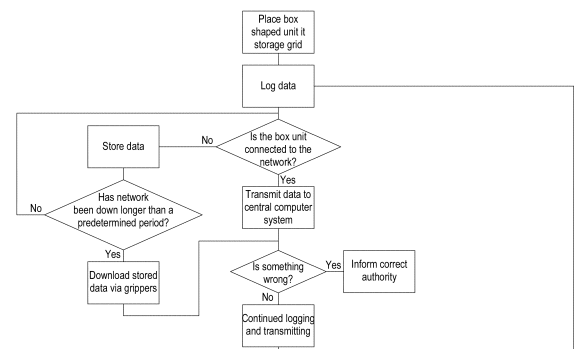 Place box
shaped unit it
storage grid
Log data
Is the box unit
connected to the
network?
No
Store data
Yes
Has network
been down longer than a
predetermined period?
No
Transmit data to
central computer
system
Yes
Download stored
data via grippers
Is something
wrong?
Yes
Inform correct
authority
No
Continued logging
and transmitting